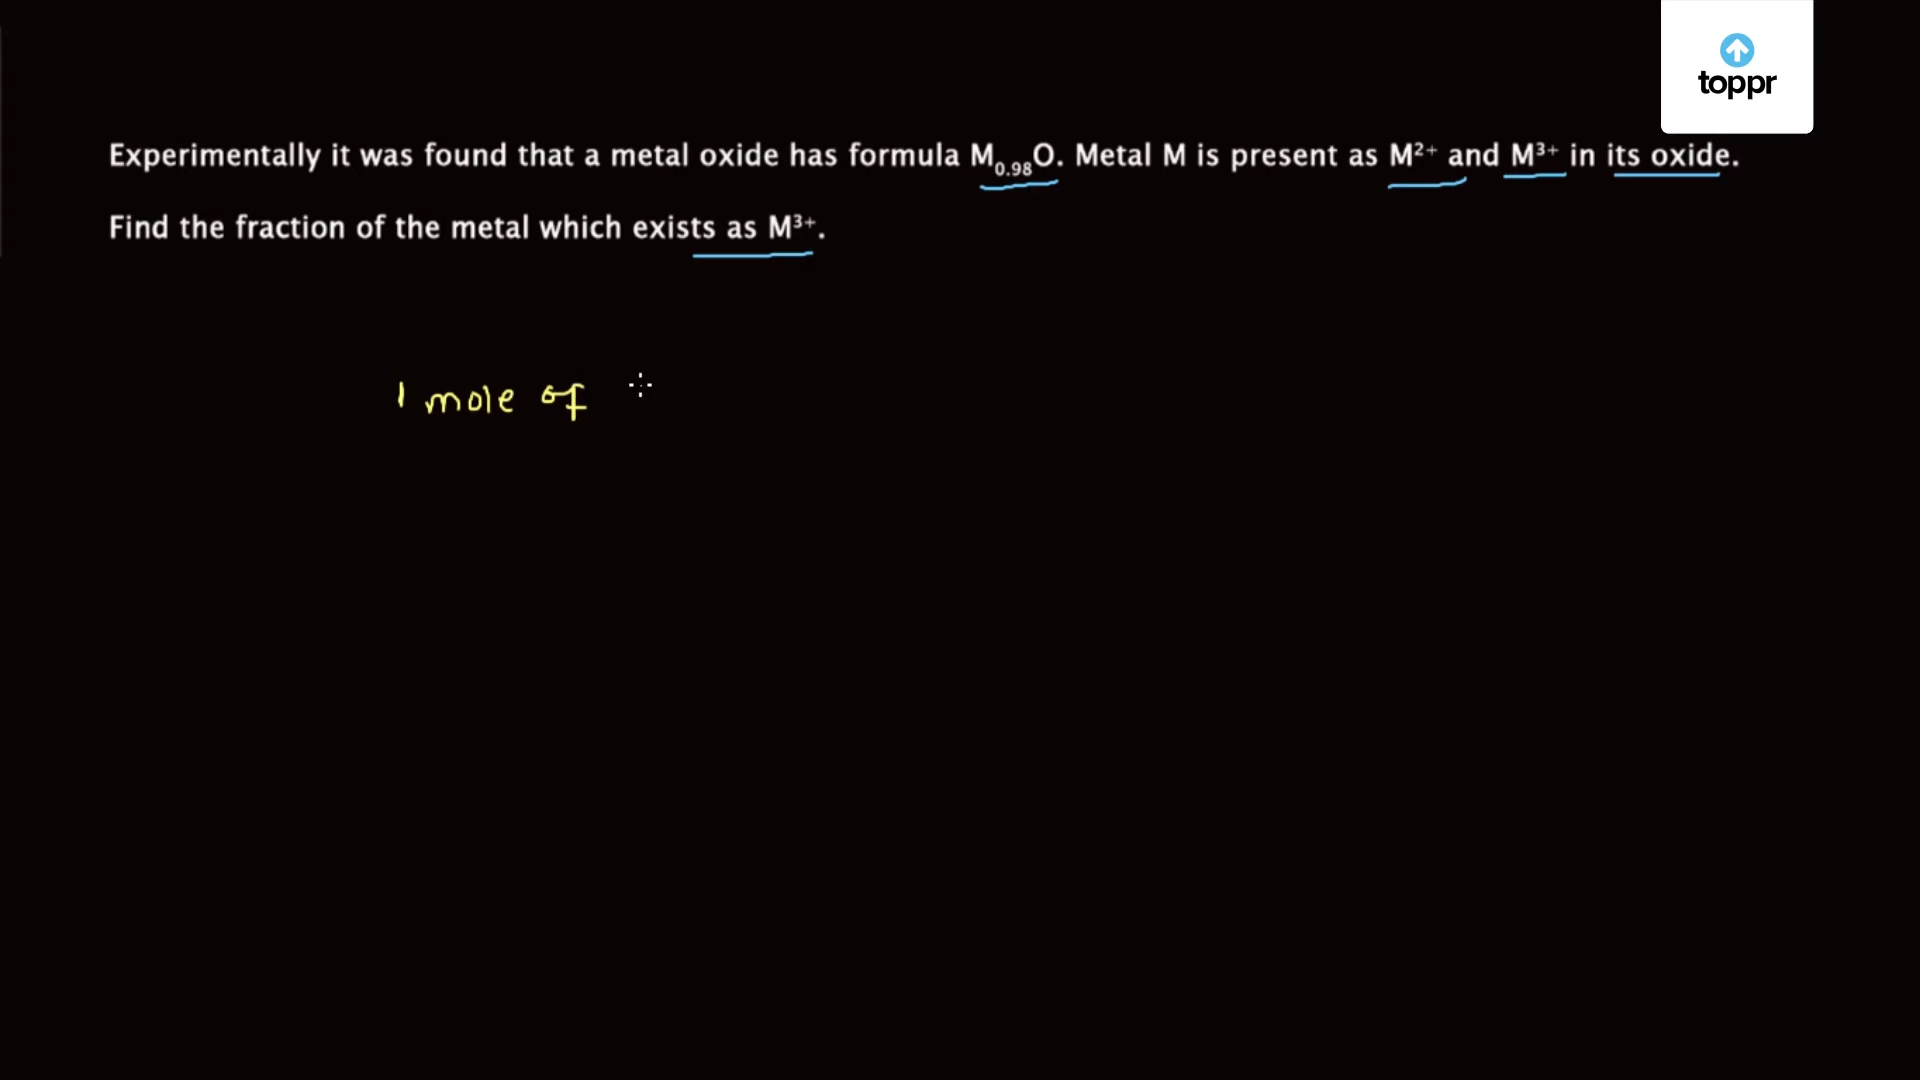 toppr
Experimentally it was found that a metal oxide has formula M₀.₉₈O. Metal M is present as M²⁺ and M³⁺ in its oxide.
Find the fraction of the metal which exists as M³⁺.
1 mole of